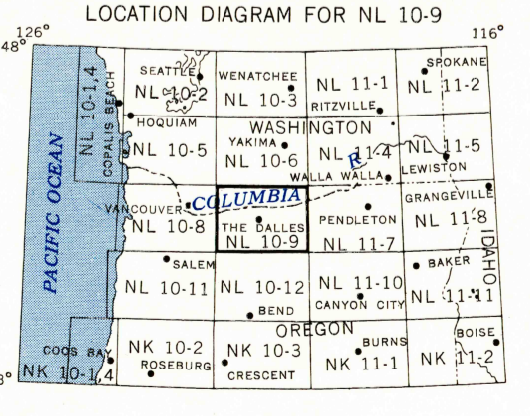 LOCATION DIAGRAM FOR NL 10-9
126°
116°
48°
SEATTLE
NL 10-2
WENATCHEE
NL 10-3
NL 11-1
RITZVILLE
SPOKANE
NL 11-2
NL 10-1,4
COPALIS BEACH
HOQUIAM
NL 10-5
WASHINGTON
YAKIMA
NL 10-6
NL 11-4
R
WALLA WALLA
NL 11-5
LEWISTON
PACIFIC OCEAN
VANCOUVER
NL 10-8
COLUMBIA
THE DALLES
NL 10-9
PENDLETON
NL 11-7
GRANGEVILLE
NL 11-8
IDAHO
SALEM
NL 10-11
NL 10-12
BEND
NL 11-10
CANYON CITY
BAKER
NL 11-11
OREGON
COOS BAY
NK 10-1,4
NK 10-2
ROSEBURG
NK 10-3
CRESCENT
BURNS
NK 11-1
BOISE
NK 11-2